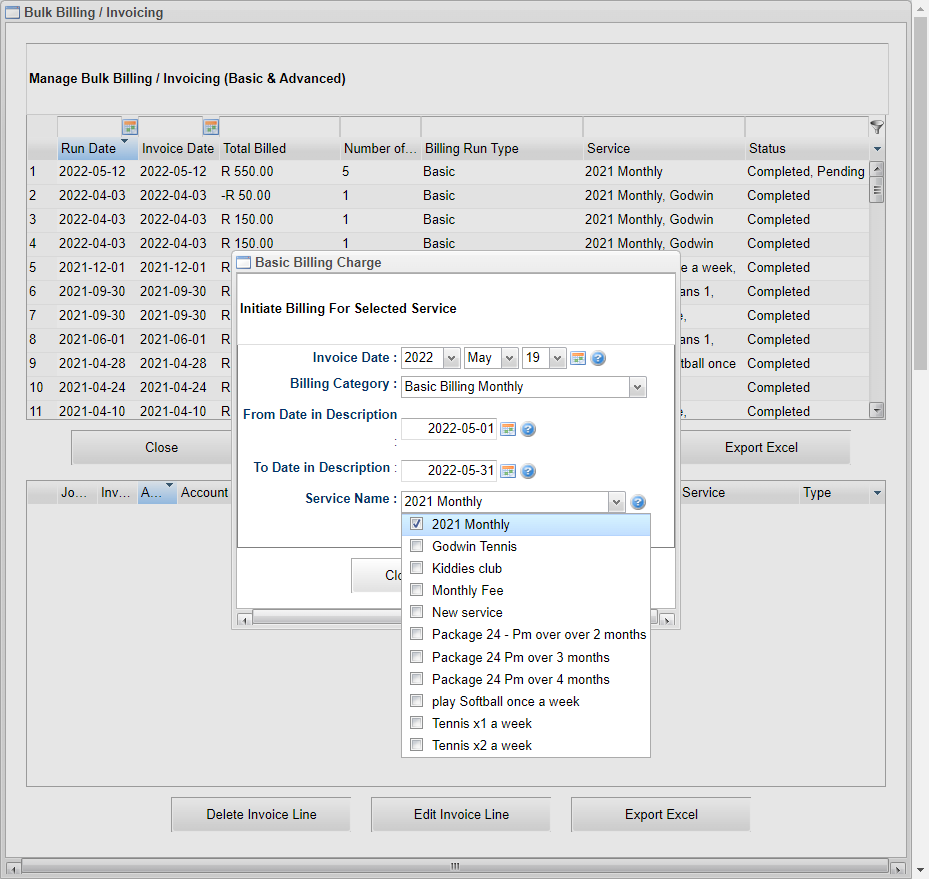 Bulk Billing / Invoicing
Manage Bulk Billing / Invoicing (Basic & Advanced)
Run Date Invoice Date Total Billed Number of... Billing Run Type Service Status
1 2022-05-12 2022-05-12 R 550.00 5 Basic 2021 Monthly Completed, Pending
2 2022-04-03 2022-04-03 -R 50.00 1 Basic 2021 Monthly, Godwin Completed
3 2022-04-03 2022-04-03 R 150.00 1 Basic 2021 Monthly, Godwin Completed
4 2022-04-03 2022-04-03 R 150.00 1 Basic 2021 Monthly, Godwin Completed
5 2021-12-01 2021-12-01 R e a week, Completed
6 2021-09-30 2021-09-30 R ans 1, Completed
7 2021-09-30 2021-09-30 R e, Completed
8 2021-06-01 2021-06-01 R ans 1, Completed
9 2021-04-28 2021-04-28 R tball once Completed
10 2021-04-24 2021-04-24 R Completed
11 2021-04-10 2021-04-10 R e, Completed
Close Export Excel
Jo... Inv... A... Account Service Type
Basic Billing Charge
Initiate Billing For Selected Service
Invoice Date : 2022 May 19
Billing Category : Basic Billing Monthly
From Date in Description
: 2022-05-01
To Date in Description : 2022-05-31
Service Name : 2021 Monthly
2021 Monthly
Godwin Tennis
Kiddies club
Monthly Fee
New service
Package 24 - Pm over over 2 months
Package 24 Pm over 3 months
Package 24 Pm over 4 months
play Softball once a week
Tennis x1 a week
Tennis x2 a week
Clo
Delete Invoice Line Edit Invoice Line Export Excel